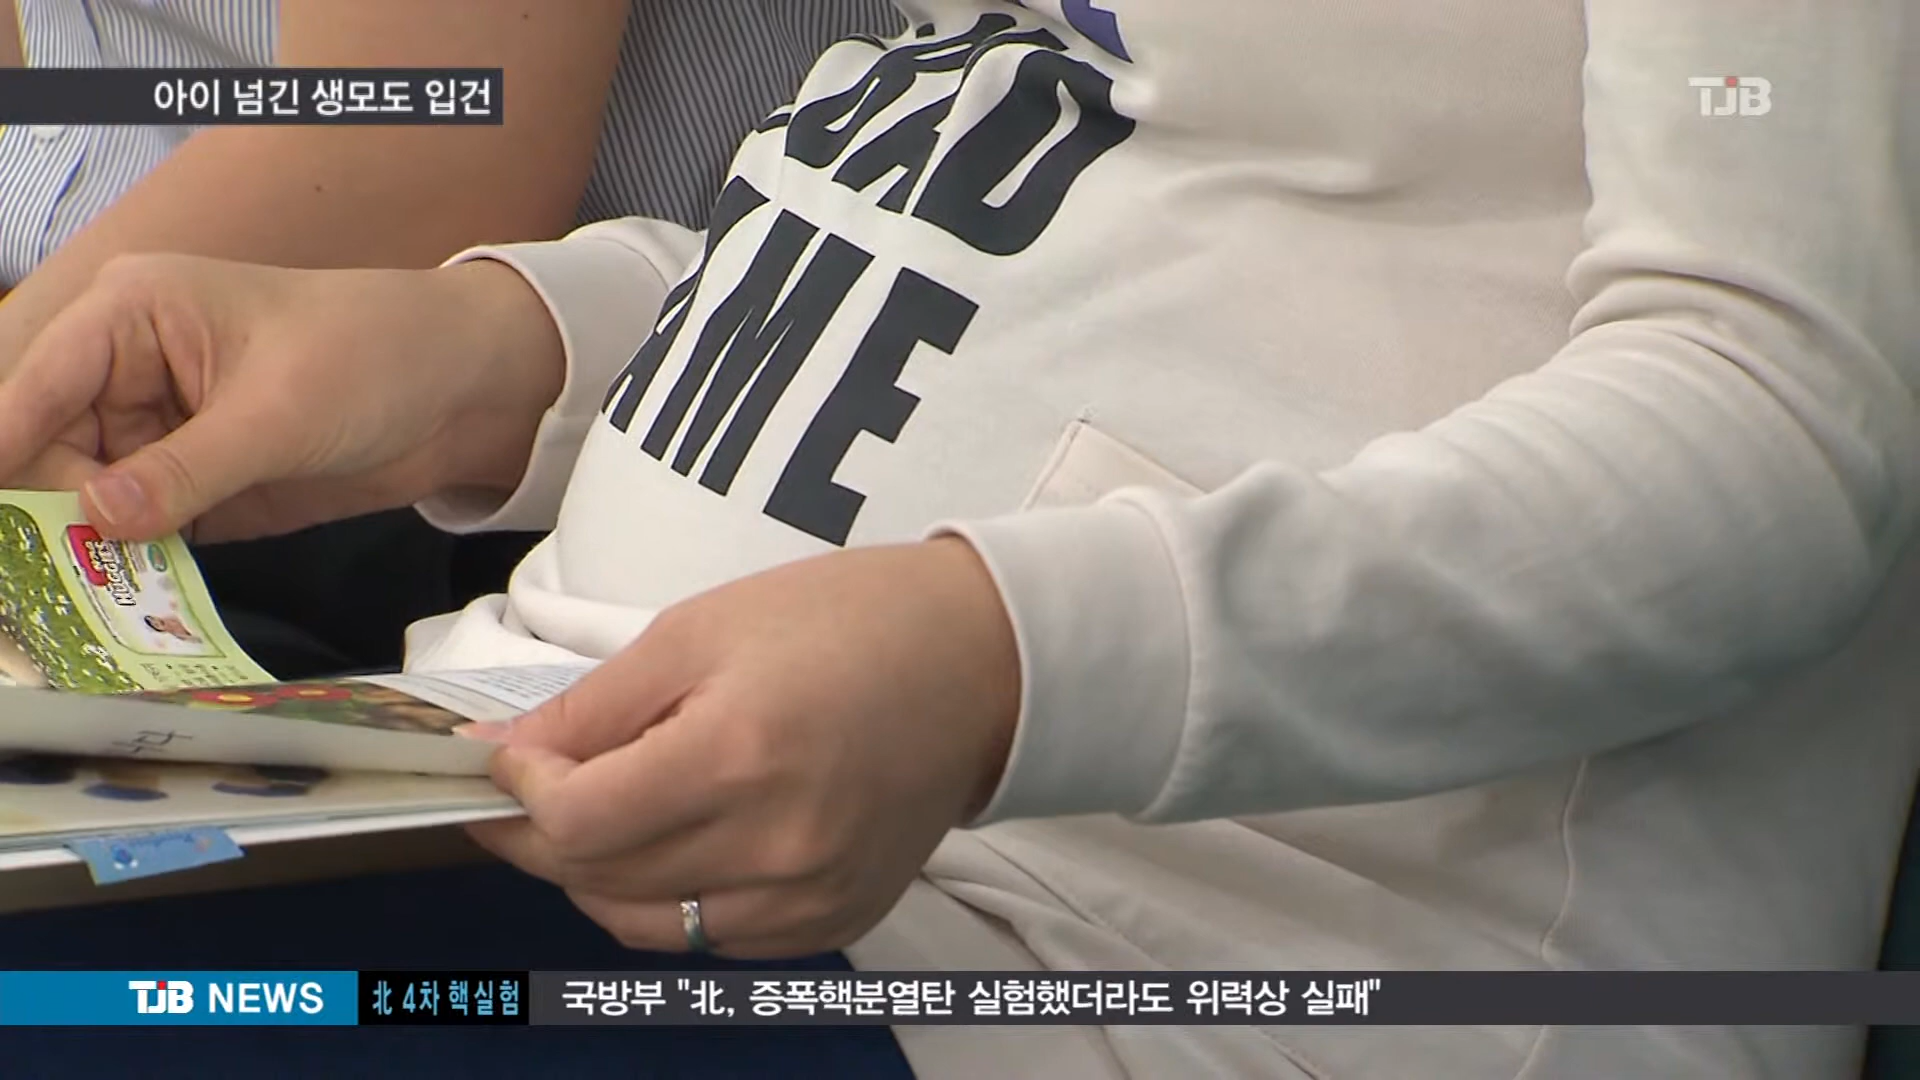 아이 넘긴 생모도 입건
TJB
BAD
AME
HUGGIES
TJB NEWS
北 4차 핵실험
국방부 "北, 증폭핵분열탄 실험했더라도 위력상 실패"